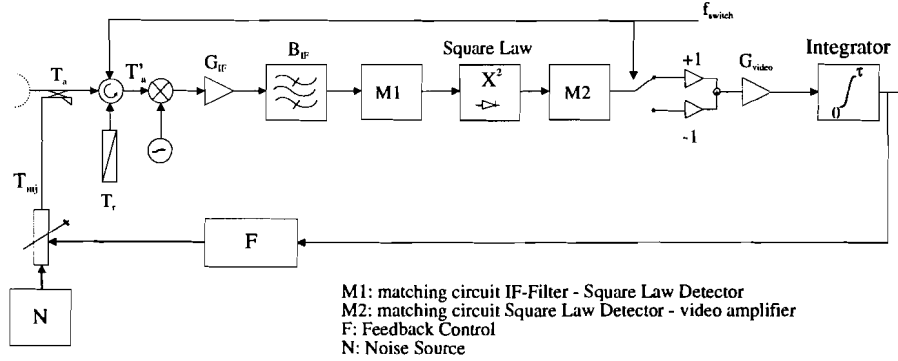 f_switch
T_a
T'_a
G_IF
B_IF
Square Law
Integrator
M1
X²
M2
+1
-1
G_video
∫
τ
0
T_r
T_inj
F
N
M1: matching circuit IF-Filter - Square Law Detector
M2: matching circuit Square Law Detector - video amplifier
F: Feedback Control
N: Noise Source